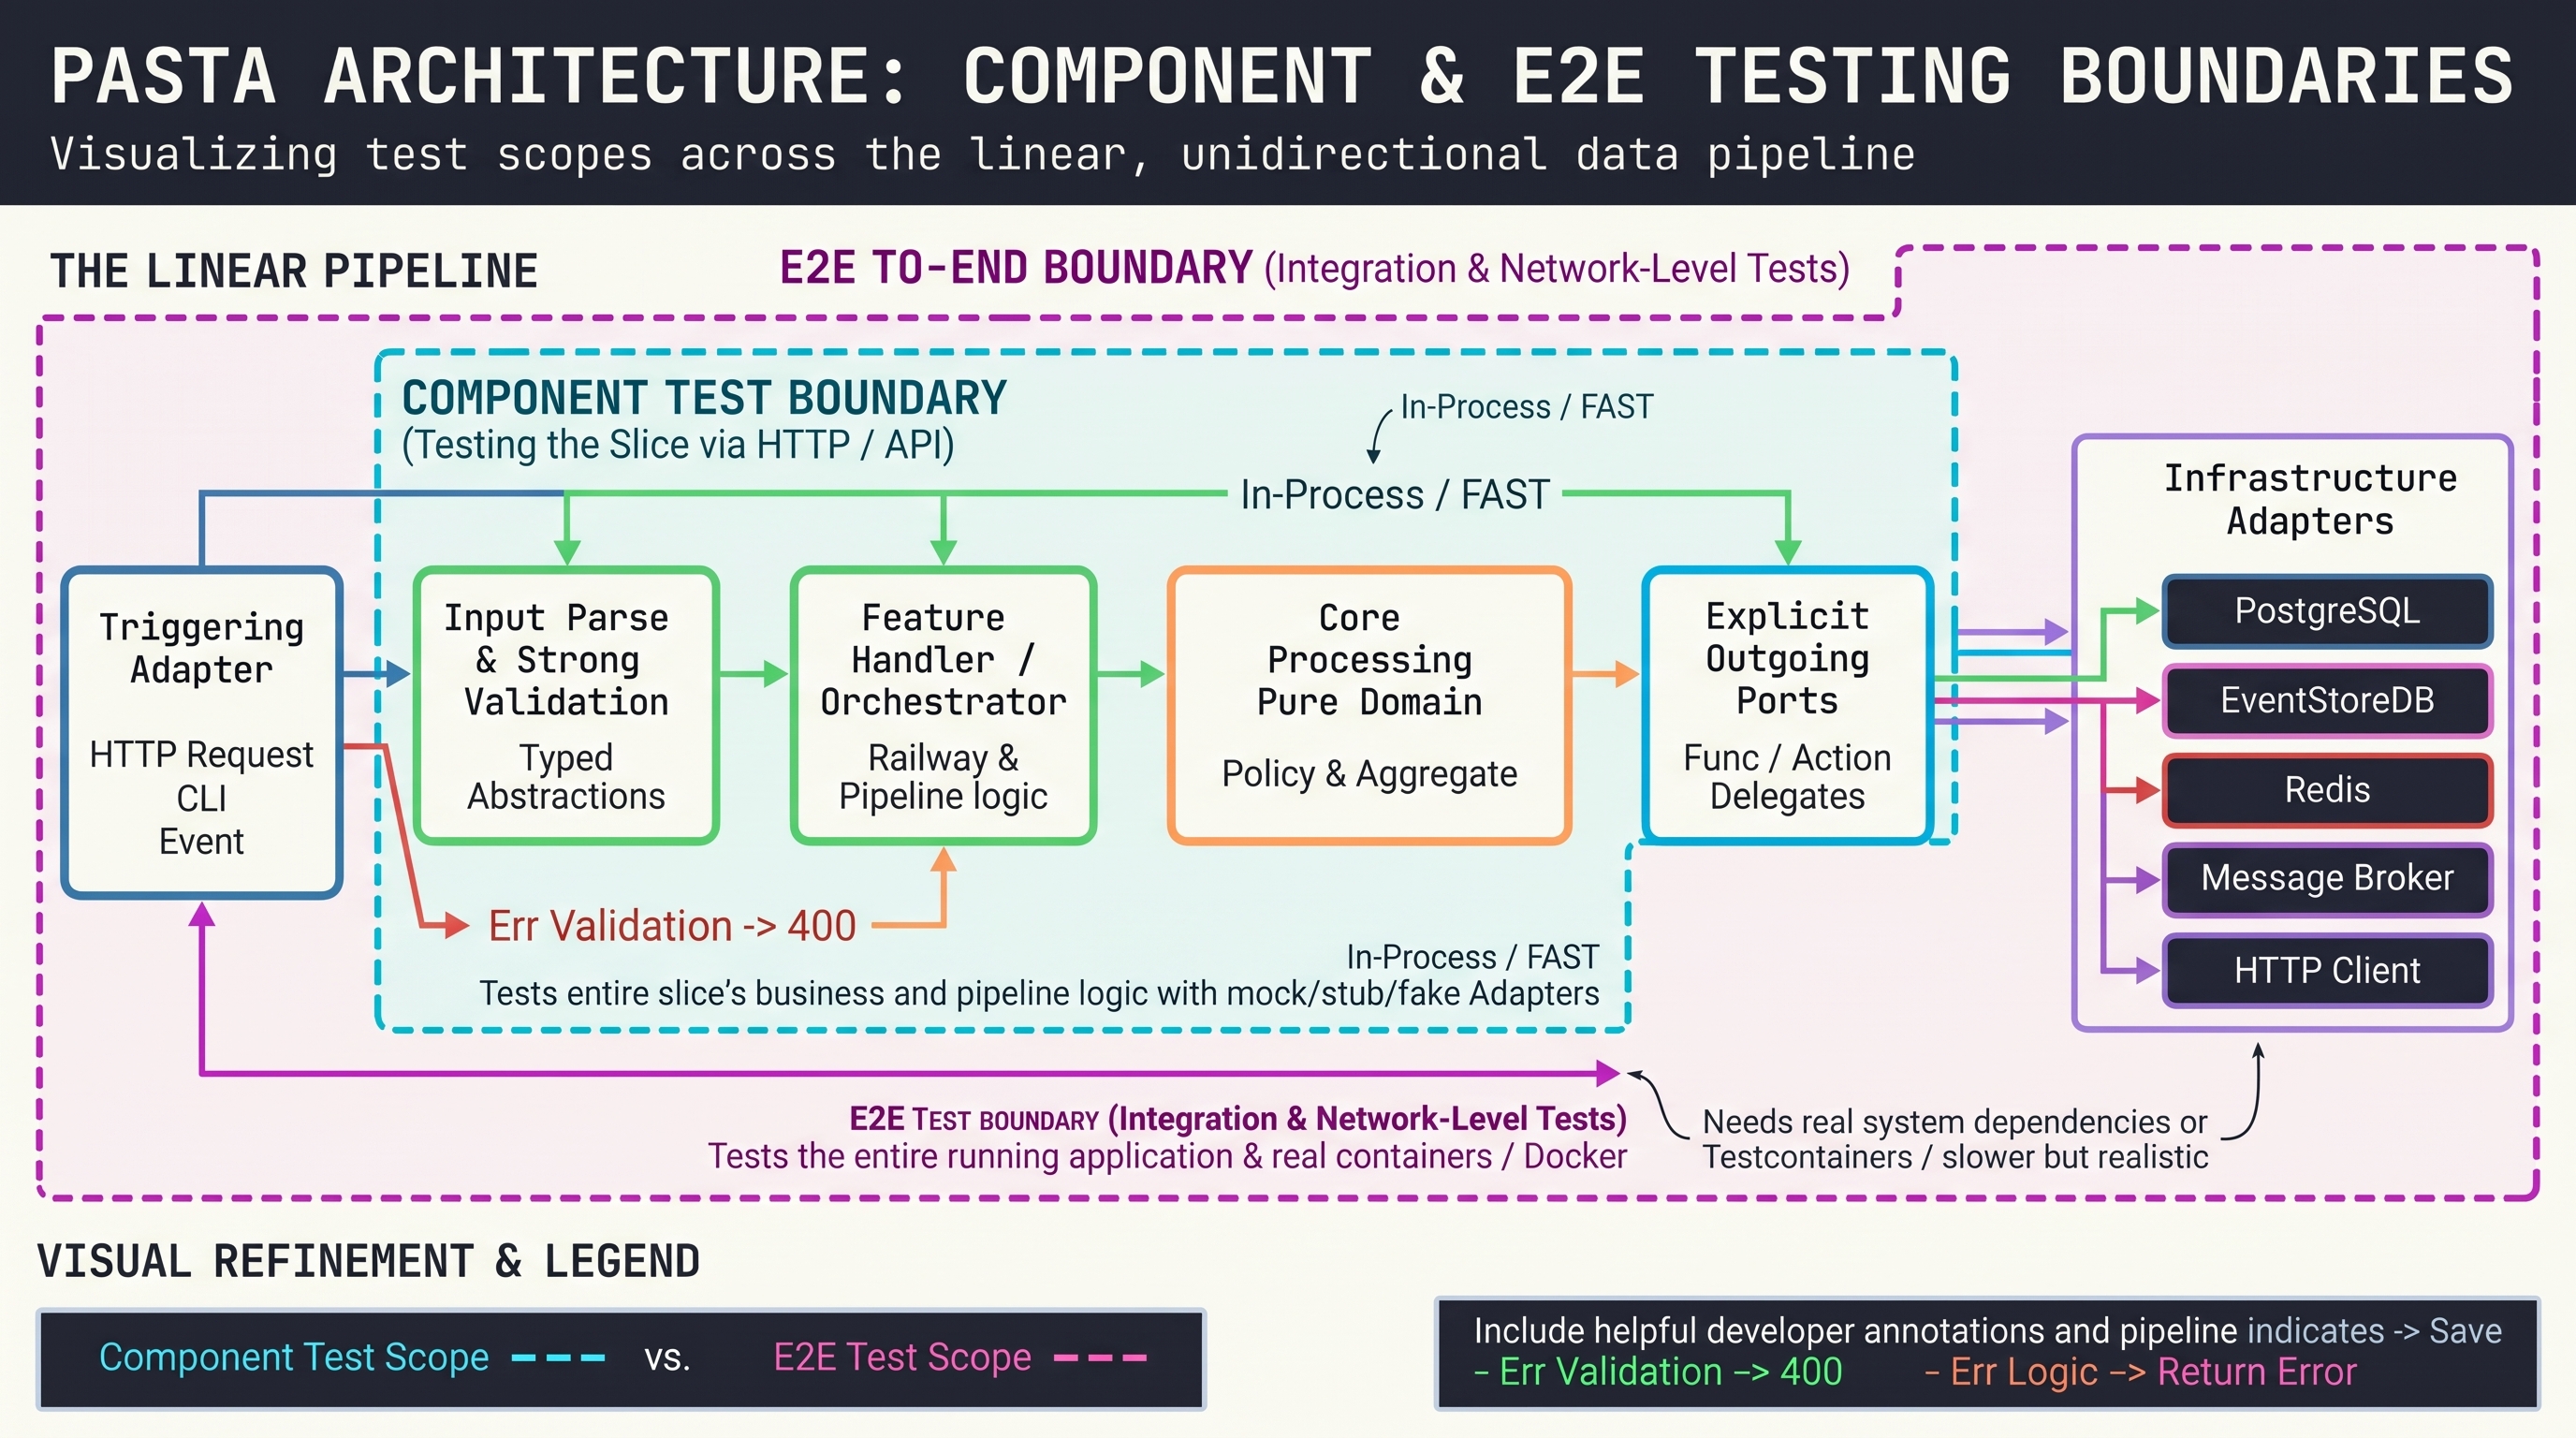 PASTA ARCHITECTURE: COMPONENT & E2E TESTING BOUNDARIES
Visualizing test scopes across the linear, unidirectional data pipeline
THE LINEAR PIPELINE
E2E TO-END BOUNDARY (Integration & Network-Level Tests)
COMPONENT TEST BOUNDARY
(Testing the Slice via HTTP / API)
In-Process / FAST
In-Process / FAST
Triggering
Adapter
HTTP Request
CLI
Event
Input Parse
& Strong
Validation
Typed
Abstractions
Feature
Handler /
Orchestrator
Railway &
Pipeline logic
Core
Processing
Pure Domain
Policy & Aggregate
Explicit
Outgoing
Ports
Func / Action
Delegates
Infrastructure
Adapters
PostgreSQL
EventStoreDB
Redis
Message Broker
HTTP Client
Err Validation -> 400
In-Process / FAST
Tests entire slice's business and pipeline logic with mock/stub/fake Adapters
E2E TEST BOUNDARY (Integration & Network-Level Tests)
Tests the entire running application & real containers / Docker
Needs real system dependencies or
Testcontainers / slower but realistic
VISUAL REFINEMENT & LEGEND
Component Test Scope --- vs. E2E Test Scope ---
Include helpful developer annotations and pipeline indicates -> Save
– Err Validation –> 400 – Err Logic –> Return Error